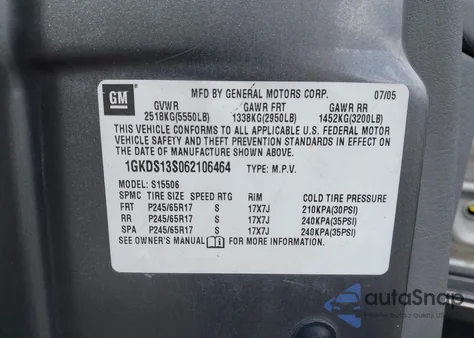 GM
MFD BY GENERAL MOTORS CORP. 07/05
GVWR GAWR FRT GAWR RR
2518KG(5550LB) 1338KG(2950LB) 1452KG(3200LB)
THIS VEHICLE CONFORMS TO ALL APPLICABLE U.S. FEDERAL MOTOR
VEHICLE SAFETY AND THEFT PREVENTION STANDARDS IN EFFECT ON THE
DATE OF MANUFACTURE SHOWN ABOVE.
1GKDS13S062106464 TYPE: M.P.V.
MODEL: S15506
SPMC TIRE SIZE SPEED RTG RIM COLD TIRE PRESSURE
FRT P245/65R17 S 17X7J 210KPA(30PSI)
RR P245/65R17 S 17X7J 240KPA(35PSI)
SPA P245/65R17 S 17X7J 240KPA(35PSI)
SEE OWNER'S MANUAL FOR MORE INFORMATION.
autoSnap